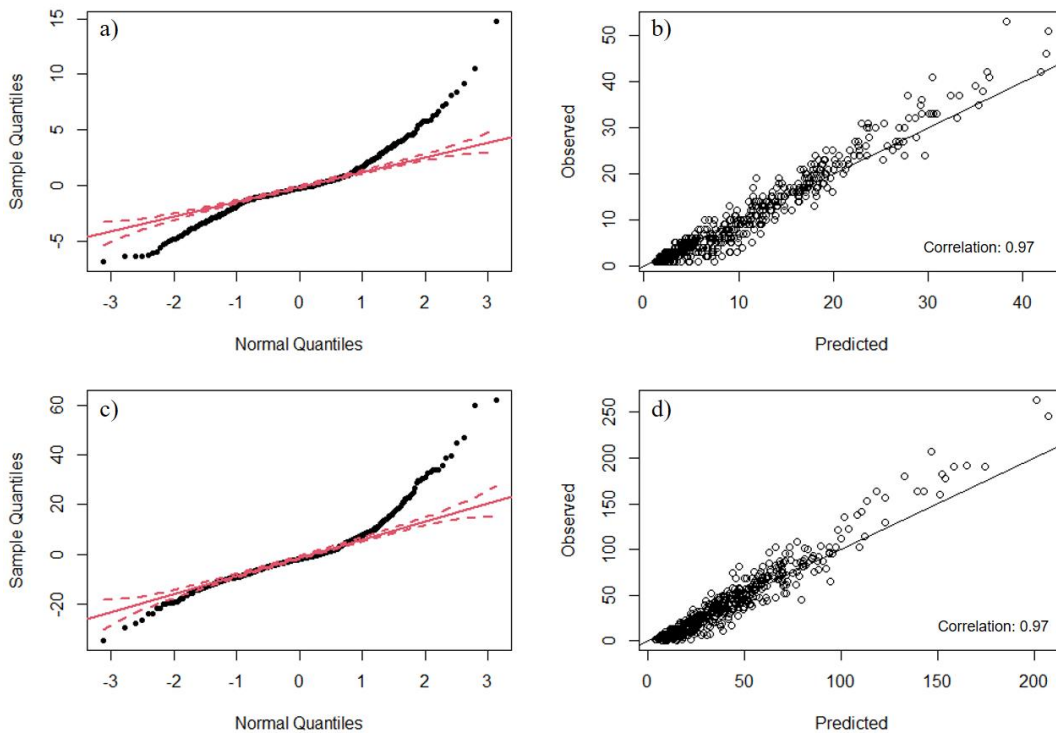 a)
Sample Quantiles
15
10
5
0
-5
-3 -2 -1 0 1 2 3
Normal Quantiles
b)
Observed
50
40
30
20
10
0
Correlation: 0.97
0 10 20 30 40
Predicted
c)
Sample Quantiles
60
40
20
0
-20
-3 -2 -1 0 1 2 3
Normal Quantiles
d)
Observed
250
200
150
100
50
0
Correlation: 0.97
0 50 100 150 200
Predicted